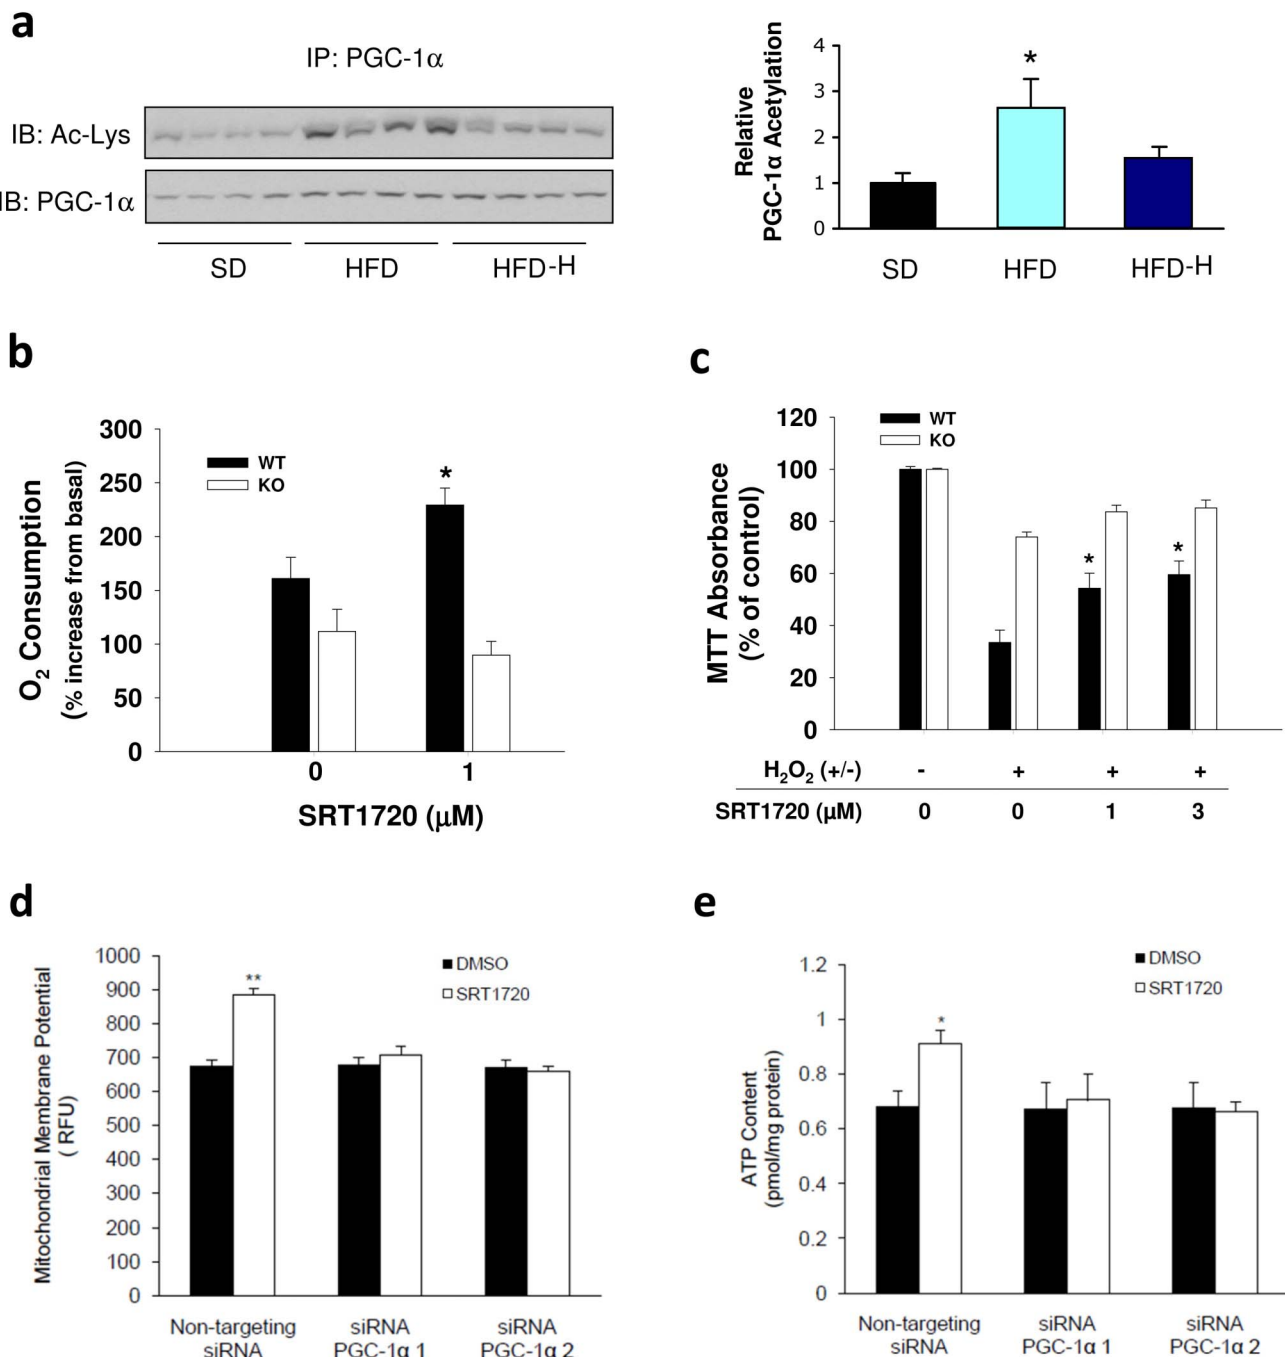 a
IP: PGC-1α
IB: Ac-Lys
IB: PGC-1α
SD HFD HFD-H
Relative
PGC-1α Acetylation
4
3
2
1
0
*
SD HFD HFD-H
b
O2 Consumption
(% increase from basal)
300
250
200
150
100
50
0
WT
KO
*
0 1
SRT1720 (µM)
c
MTT Absorbance
(% of control)
120
100
80
60
40
20
0
WT
KO
*
*
H2O2 (+/-) - + + +
SRT1720 (µM) 0 0 1 3
d
Mitochondrial Membrane Potential
( RFU)
1000
900
800
700
600
500
400
300
200
100
0
DMSO
SRT1720
**
Non-targeting siRNA siRNA
siRNA PGC-1α 1 PGC-1α 2
e
ATP Content
(pmol/mg protein)
1.2
1
0.8
0.6
0.4
0.2
0
DMSO
SRT1720
*
Non-targeting siRNA siRNA
siRNA PGC-1α 1 PGC-1α 2